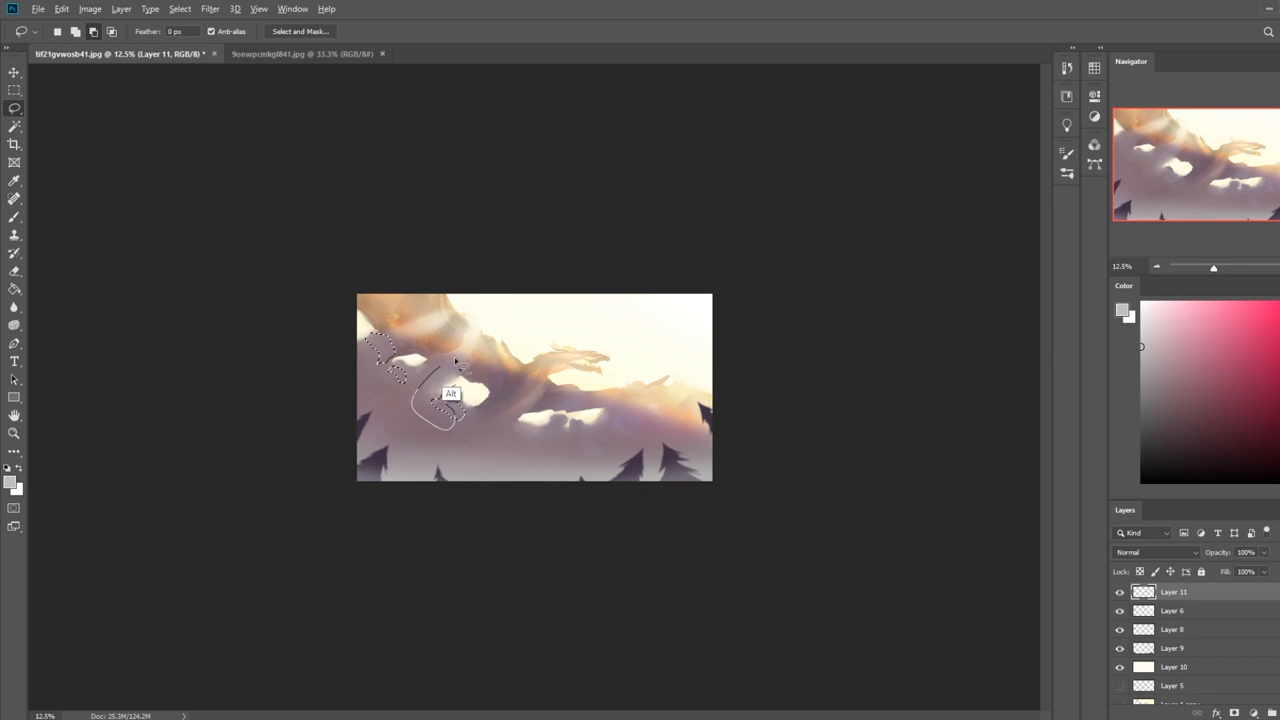 Ps File Edit Image Layer Type Select Filter 3D View Window Help
Feather: 0 px Anti-alias Select and Mask...
tif21gvwosb41.jpg @ 12.5% (Layer 11, RGB/8) * × 9onwpcmkgl841.jpg @ 33.3% (RGB/8#) ×
Navigator
12.5%
Color
Alt
Layers
Kind
Normal Opacity: 100%
Lock: Fill: 100%
Layer 11
Layer 6
Layer 8
Layer 9
Layer 10
Layer 5
12.5% Doc: 25.3M/124.2M